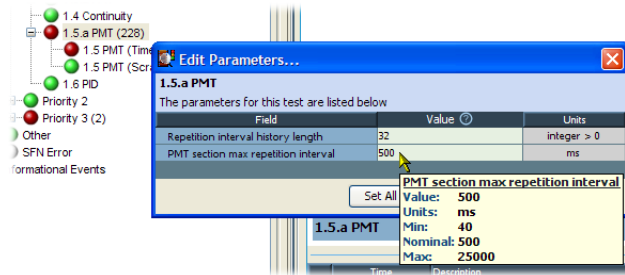 1.4 Continuity
1.5.a PMT (228)
1.5 PMT (Time
1.5 PMT (Scra
1.6 PID
Priority 2
Priority 3 (2)
Other
SFN Error
formational Events
Edit Parameters...
1.5.a PMT
The parameters for this test are listed below
Field Value Units
Repetition interval history length 32 integer > 0
PMT section max repetition interval 500 ms
Set All
PMT section max repetition interval
Value: 500
Units: ms
Min: 40
Nominal: 500
Max: 25000
1.5.a PMT
Time Description